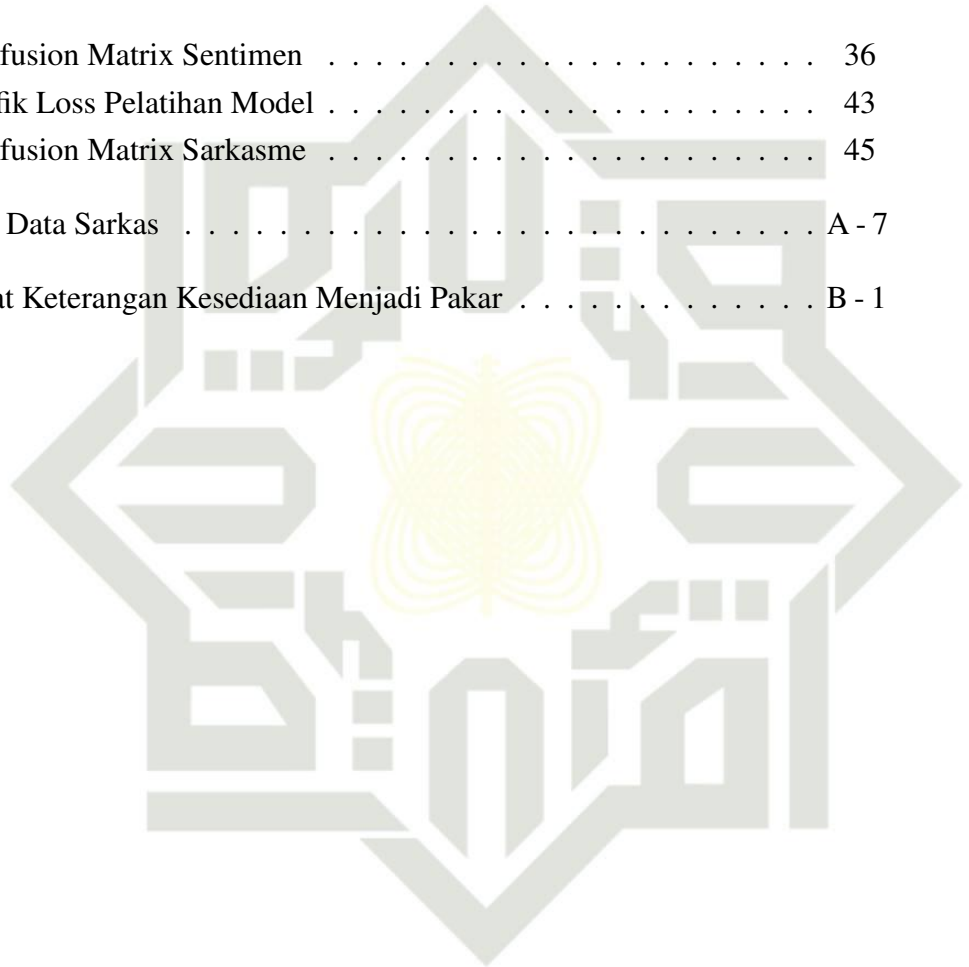 fusion Matrix Sentimen . . . . . . . . . . . . . . . . . . . . . 36
fik Loss Pelatihan Model . . . . . . . . . . . . . . . . . . . . . 43
fusion Matrix Sarkasme . . . . . . . . . . . . . . . . . . . . . 45
Data Sarkas . . . . . . . . . . . . . . . . . . . . . . . . . . . A - 7
at Keterangan Kesediaan Menjadi Pakar . . . . . . . . . . . . . B - 1